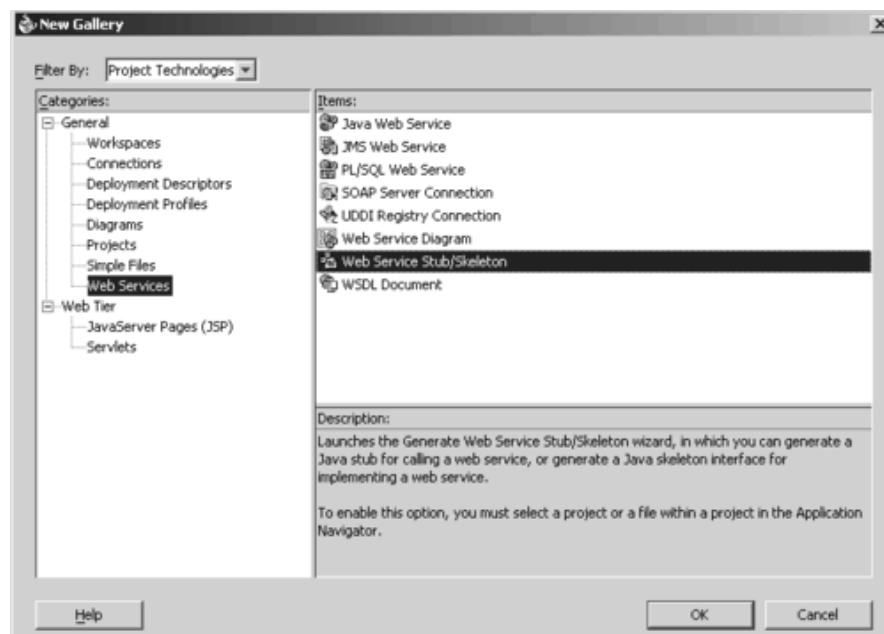 New Gallery
Filter By: Project Technologies
Categories:
General
Workspaces
Connections
Deployment Descriptors
Deployment Profiles
Diagrams
Projects
Simple Files
Web Services
Web Tier
JavaServer Pages (JSP)
Servlets
Items:
Java Web Service
JMS Web Service
PL/SQL Web Service
SOAP Server Connection
UDDI Registry Connection
Web Service Diagram
Web Service Stub/Skeleton
WSDL Document
Description:
Launches the Generate Web Service Stub/Skeleton wizard, in which you can generate a
Java stub for calling a web service, or generate a Java skeleton interface for
implementing a web service.
To enable this option, you must select a project or a file within a project in the Application
Navigator.
Help
OK
Cancel